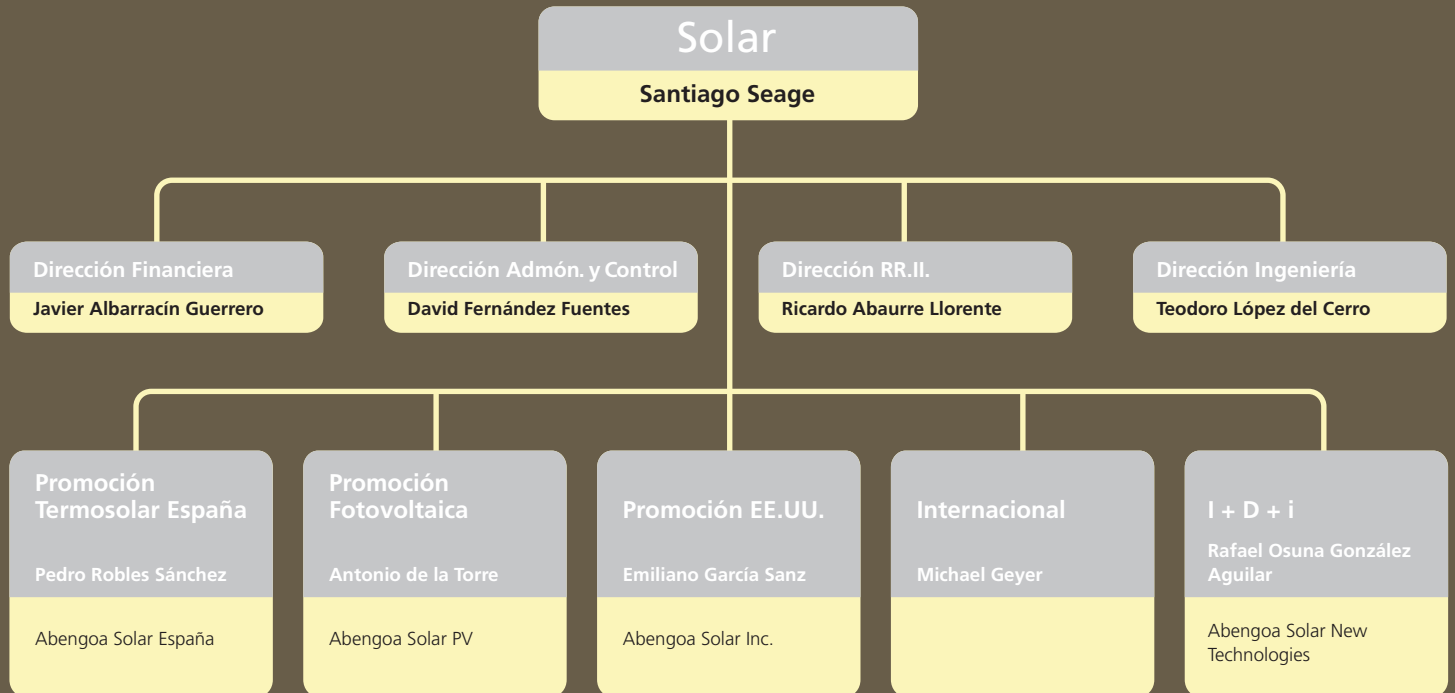 Solar
Santiago Seage
Dirección Financiera
Javier Albarracín Guerrero
Dirección Admón. y Control
David Fernández Fuentes
Dirección RR.II.
Ricardo Abaurre Llorente
Dirección Ingeniería
Teodoro López del Cerro
Promoción
Termosolar España
Pedro Robles Sánchez
Abengoa Solar España
Promoción
Fotovoltaica
Antonio de la Torre
Abengoa Solar PV
Promoción EE.UU.
Emiliano García Sanz
Abengoa Solar Inc.
Internacional
Michael Geyer
I + D + i
Rafael Osuna González
Aguilar
Abengoa Solar New
Technologies